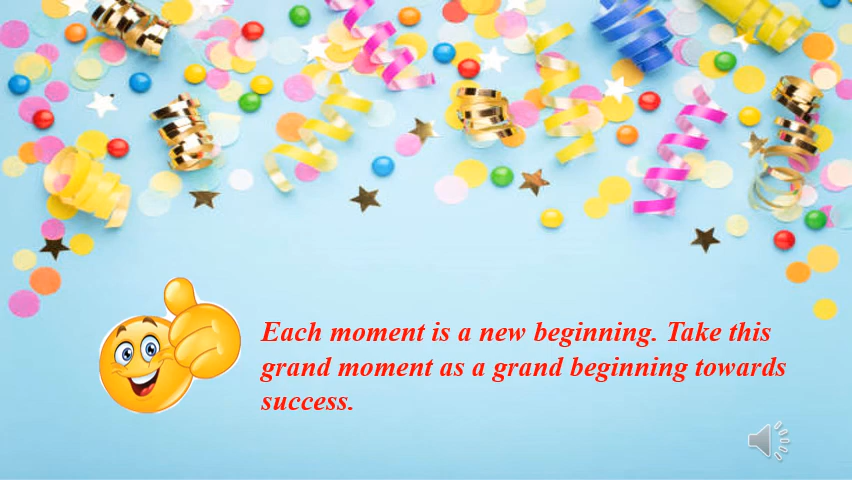 Each moment is a new beginning. Take this
grand moment as a grand beginning towards
success.